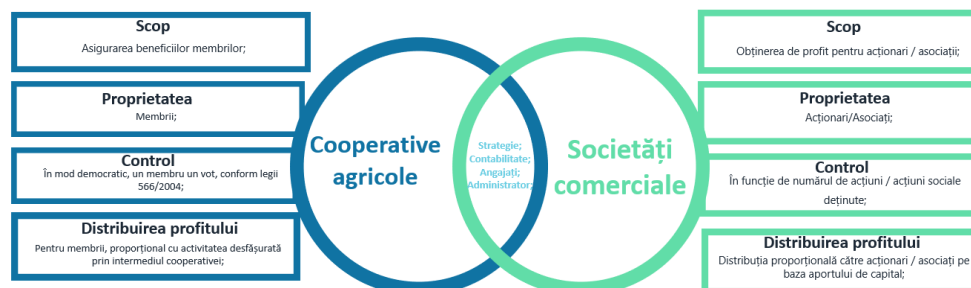 Scop
Asigurarea beneficiilor membrilor;
Proprietatea
Membrii;
Control
În mod democratic, un membru un vot, conform legii
566/2004;
Distribuirea profitului
Pentru membrii, proporțional cu activitatea desfășurată
prin intermediul cooperativei;
Cooperative
agricole
Strategie;
Contabilitate;
Angajați;
Administrator;
Societăți
comerciale
Scop
Obținerea de profit pentru acționari / asociații;
Proprietatea
Acționari/Asociați;
Control
În funcție de numărul de acțiuni / acțiuni sociale
deținute;
Distribuirea profitului
Distribuția proporțională către acționari / asociați pe
baza aportului de capital;